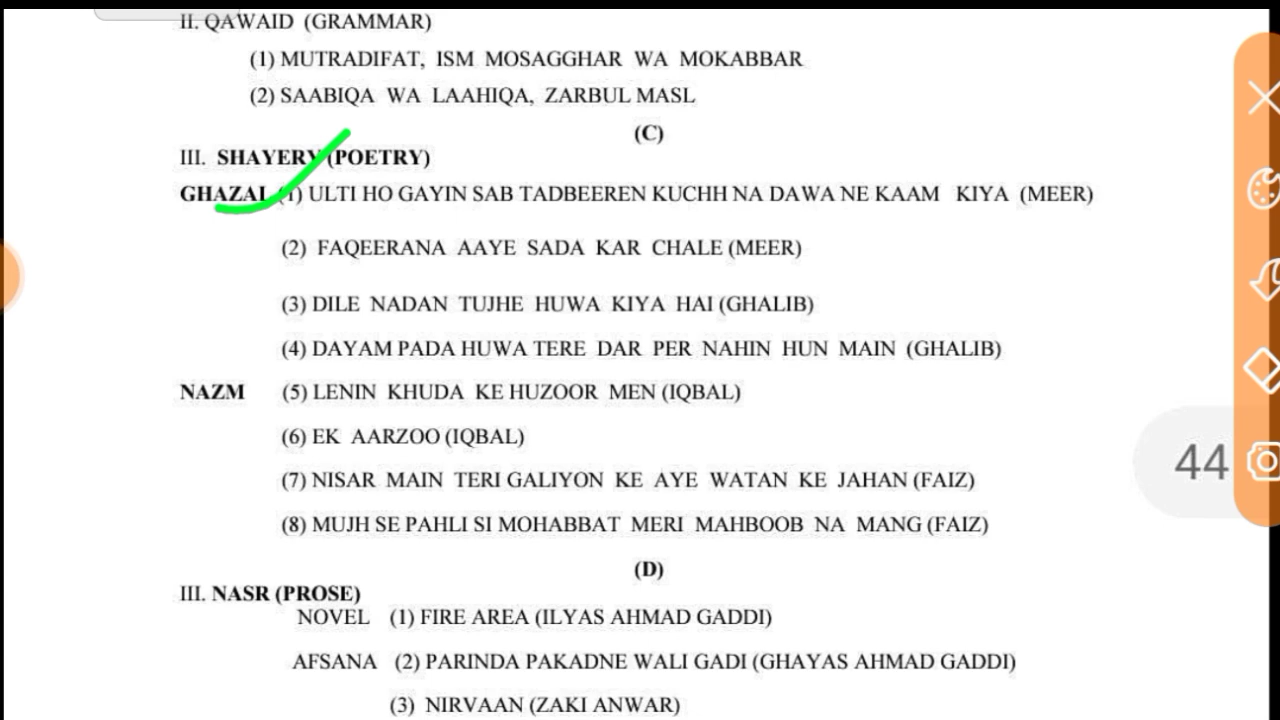 II. QAWAID (GRAMMAR)
(1) MUTRADIFAT, ISM MOSAGGHAR WA MOKABBAR
(2) SAABIQA WA LAAHIQA, ZARBUL MASL
(C)
III. SHAYERY (POETRY)
GHAZAL (1) ULTI HO GAYIN SAB TADBEEREN KUCHH NA DAWA NE KAAM KIYA (MEER)
(2) FAQEERANA AAYE SADA KAR CHALE (MEER)
(3) DILE NADAN TUJHE HUWA KIYA HAI (GHALIB)
(4) DAYAM PADA HUWA TERE DAR PER NAHIN HUN MAIN (GHALIB)
NAZM (5) LENIN KHUDA KE HUZOOR MEN (IQBAL)
(6) EK AARZOO (IQBAL)
44
(7) NISAR MAIN TERI GALIYON KE AYE WATAN KE JAHAN (FAIZ)
(8) MUJH SE PAHLI SI MOHABBAT MERI MAHBOOB NA MANG (FAIZ)
(D)
III. NASR (PROSE)
NOVEL (1) FIRE AREA (ILYAS AHMAD GADDI)
AFSANA (2) PARINDA PAKADNE WALI GADI (GHAYAS AHMAD GADDI)
(3) NIRVAAN (ZAKI ANWAR)